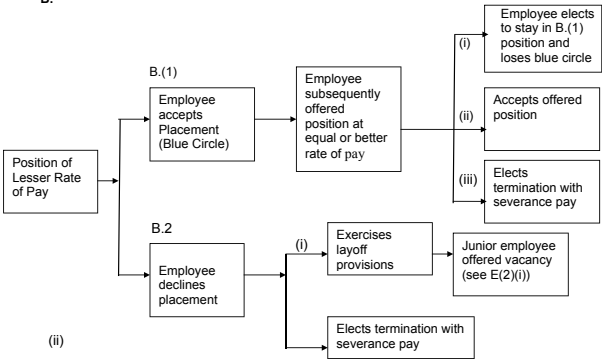 B.
Employee elects
to stay in B.(1)
position and
loses blue circle
(i)
B.(1)
Employee
accepts
Placement
(Blue Circle)
Employee
subsequently
offered
position at
equal or better
rate of pay
(ii)
Accepts offered
position
Position of
Lesser Rate
of Pay
(iii)
Elects
termination with
severance pay
B.2
Employee
declines
placement
(i)
Exercises
layoff
provisions
Junior employee
offered vacancy
(see E(2)(i))
(ii)
Elects termination with
severance pay